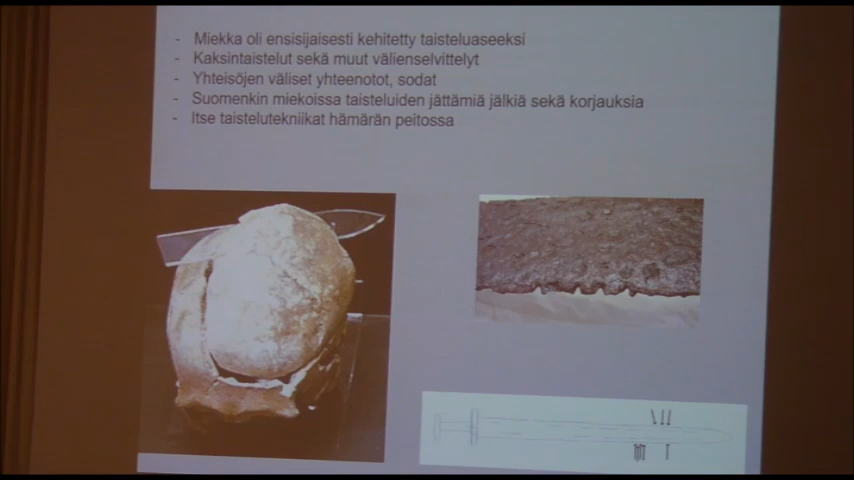 - Miekka oli ensisijaisesti kehitetty taisteluaseeksi
- Kaksintaistelut sekä muut välienselvittelyt
- Yhteisöjen väliset yhteenotot, sodat
- Suomenkin miekoissa taisteluiden jättämiä jälkiä sekä korjauksia
- Itse taistelutekniikat hämärän peitossa